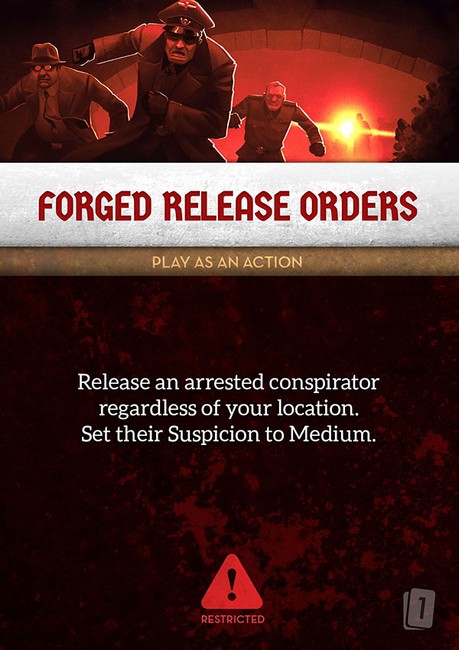 FORGED RELEASE ORDERS
PLAY AS AN ACTION
Release an arrested conspirator
regardless of your location.
Set their Suspicion to Medium.
!
RESTRICTED
1